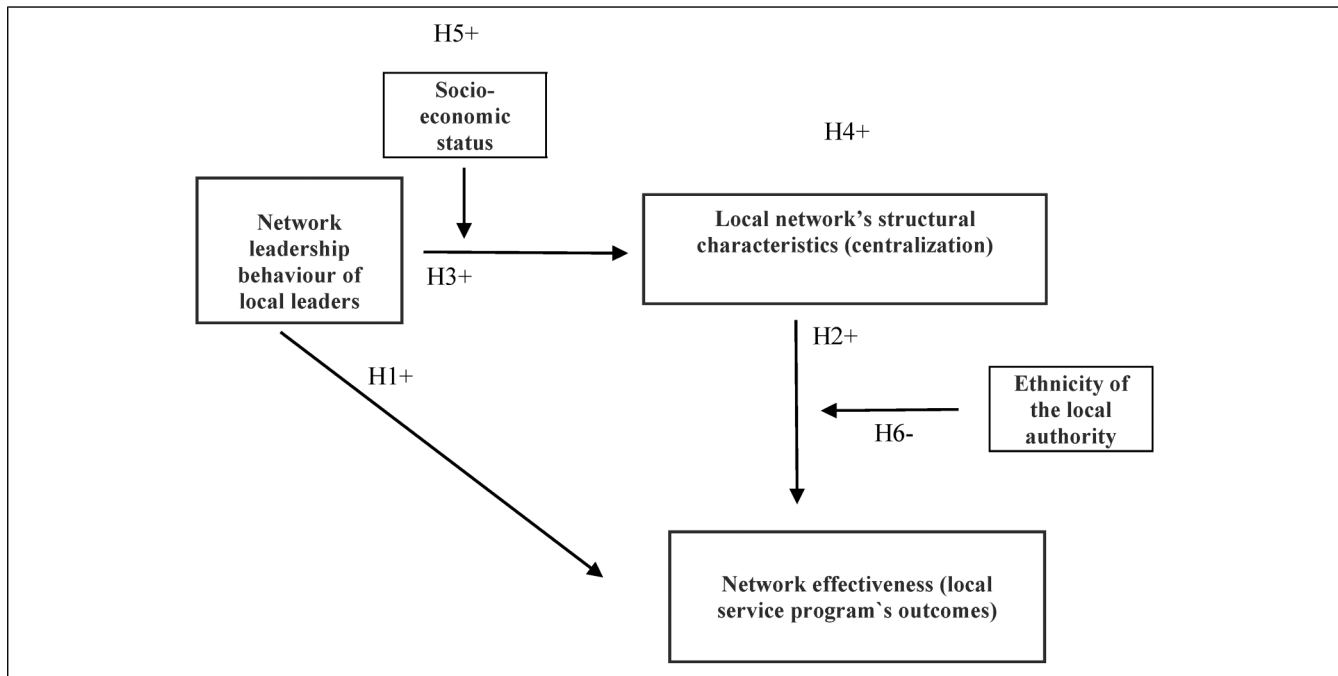 H5+
Socio-
economic
status
H4+
Network
leadership
behaviour of
local leaders
Local network’s structural
characteristics (centralization)
H3+
H2+
H1+
Ethnicity of
the local
authority
H6-
Network effectiveness (local
service program`s outcomes)